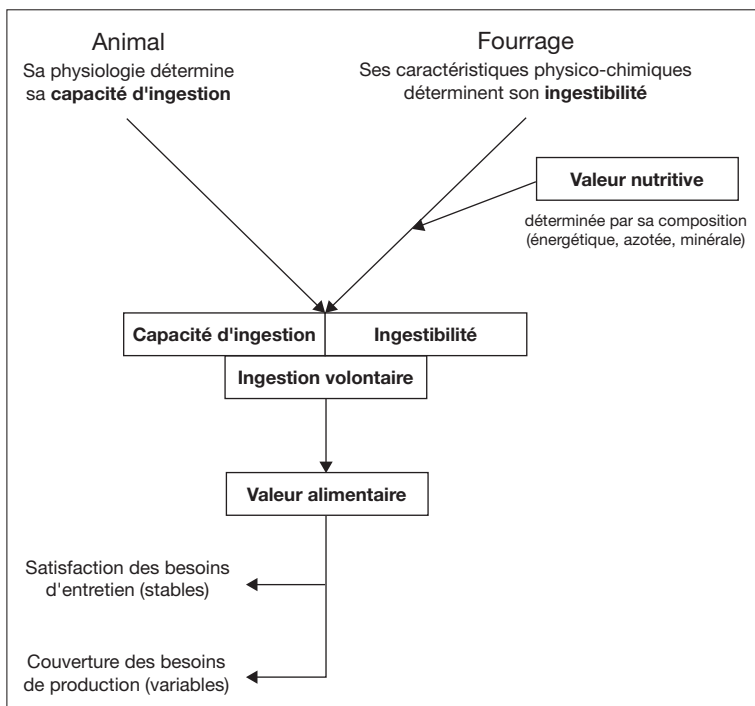 Animal
Sa physiologie détermine
sa capacité d'ingestion
Fourrage
Ses caractéristiques physico-chimiques
déterminent son ingestibilité
Valeur nutritive
déterminée par sa composition
(énergétique, azotée, minérale)
Capacité d'ingestion
Ingestibilité
Ingestion volontaire
Valeur alimentaire
Satisfaction des besoins
d'entretien (stables)
Couverture des besoins
de production (variables)